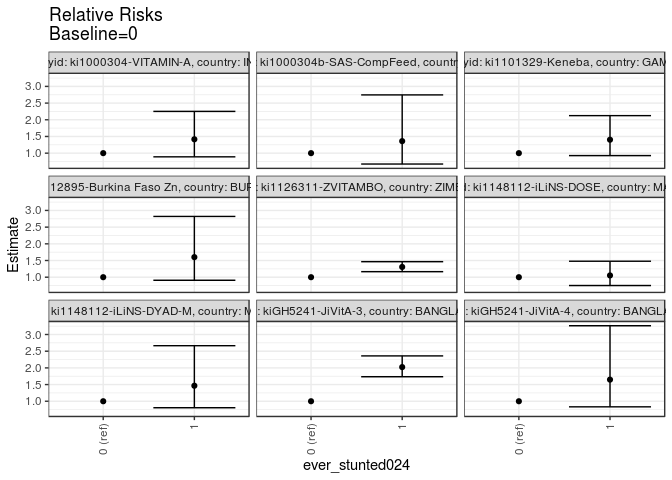 Relative Risks
Baseline=0
yid: ki1000304-VITAMIN-A, country: IN
ki1000304b-SAS-CompFeed, countr
yid: ki1101329-Keneba, country: GAM
3.0
2.5
2.0
1.5
1.0
12895-Burkina Faso Zn, country: BUR
: ki1126311-ZVITAMBO, country: ZIMB
d: ki1148112-iLiNS-DOSE, country: MA
3.0
2.5
2.0
1.5
1.0
Estimate
ki1148112-iLiNS-DYAD-M, country: M
: kiGH5241-JiVitA-3, country: BANGLA
: kiGH5241-JiVitA-4, country: BANGLA
3.0
2.5
2.0
1.5
1.0
0 (ref)
1
0 (ref)
1
0 (ref)
1
ever_stunted024